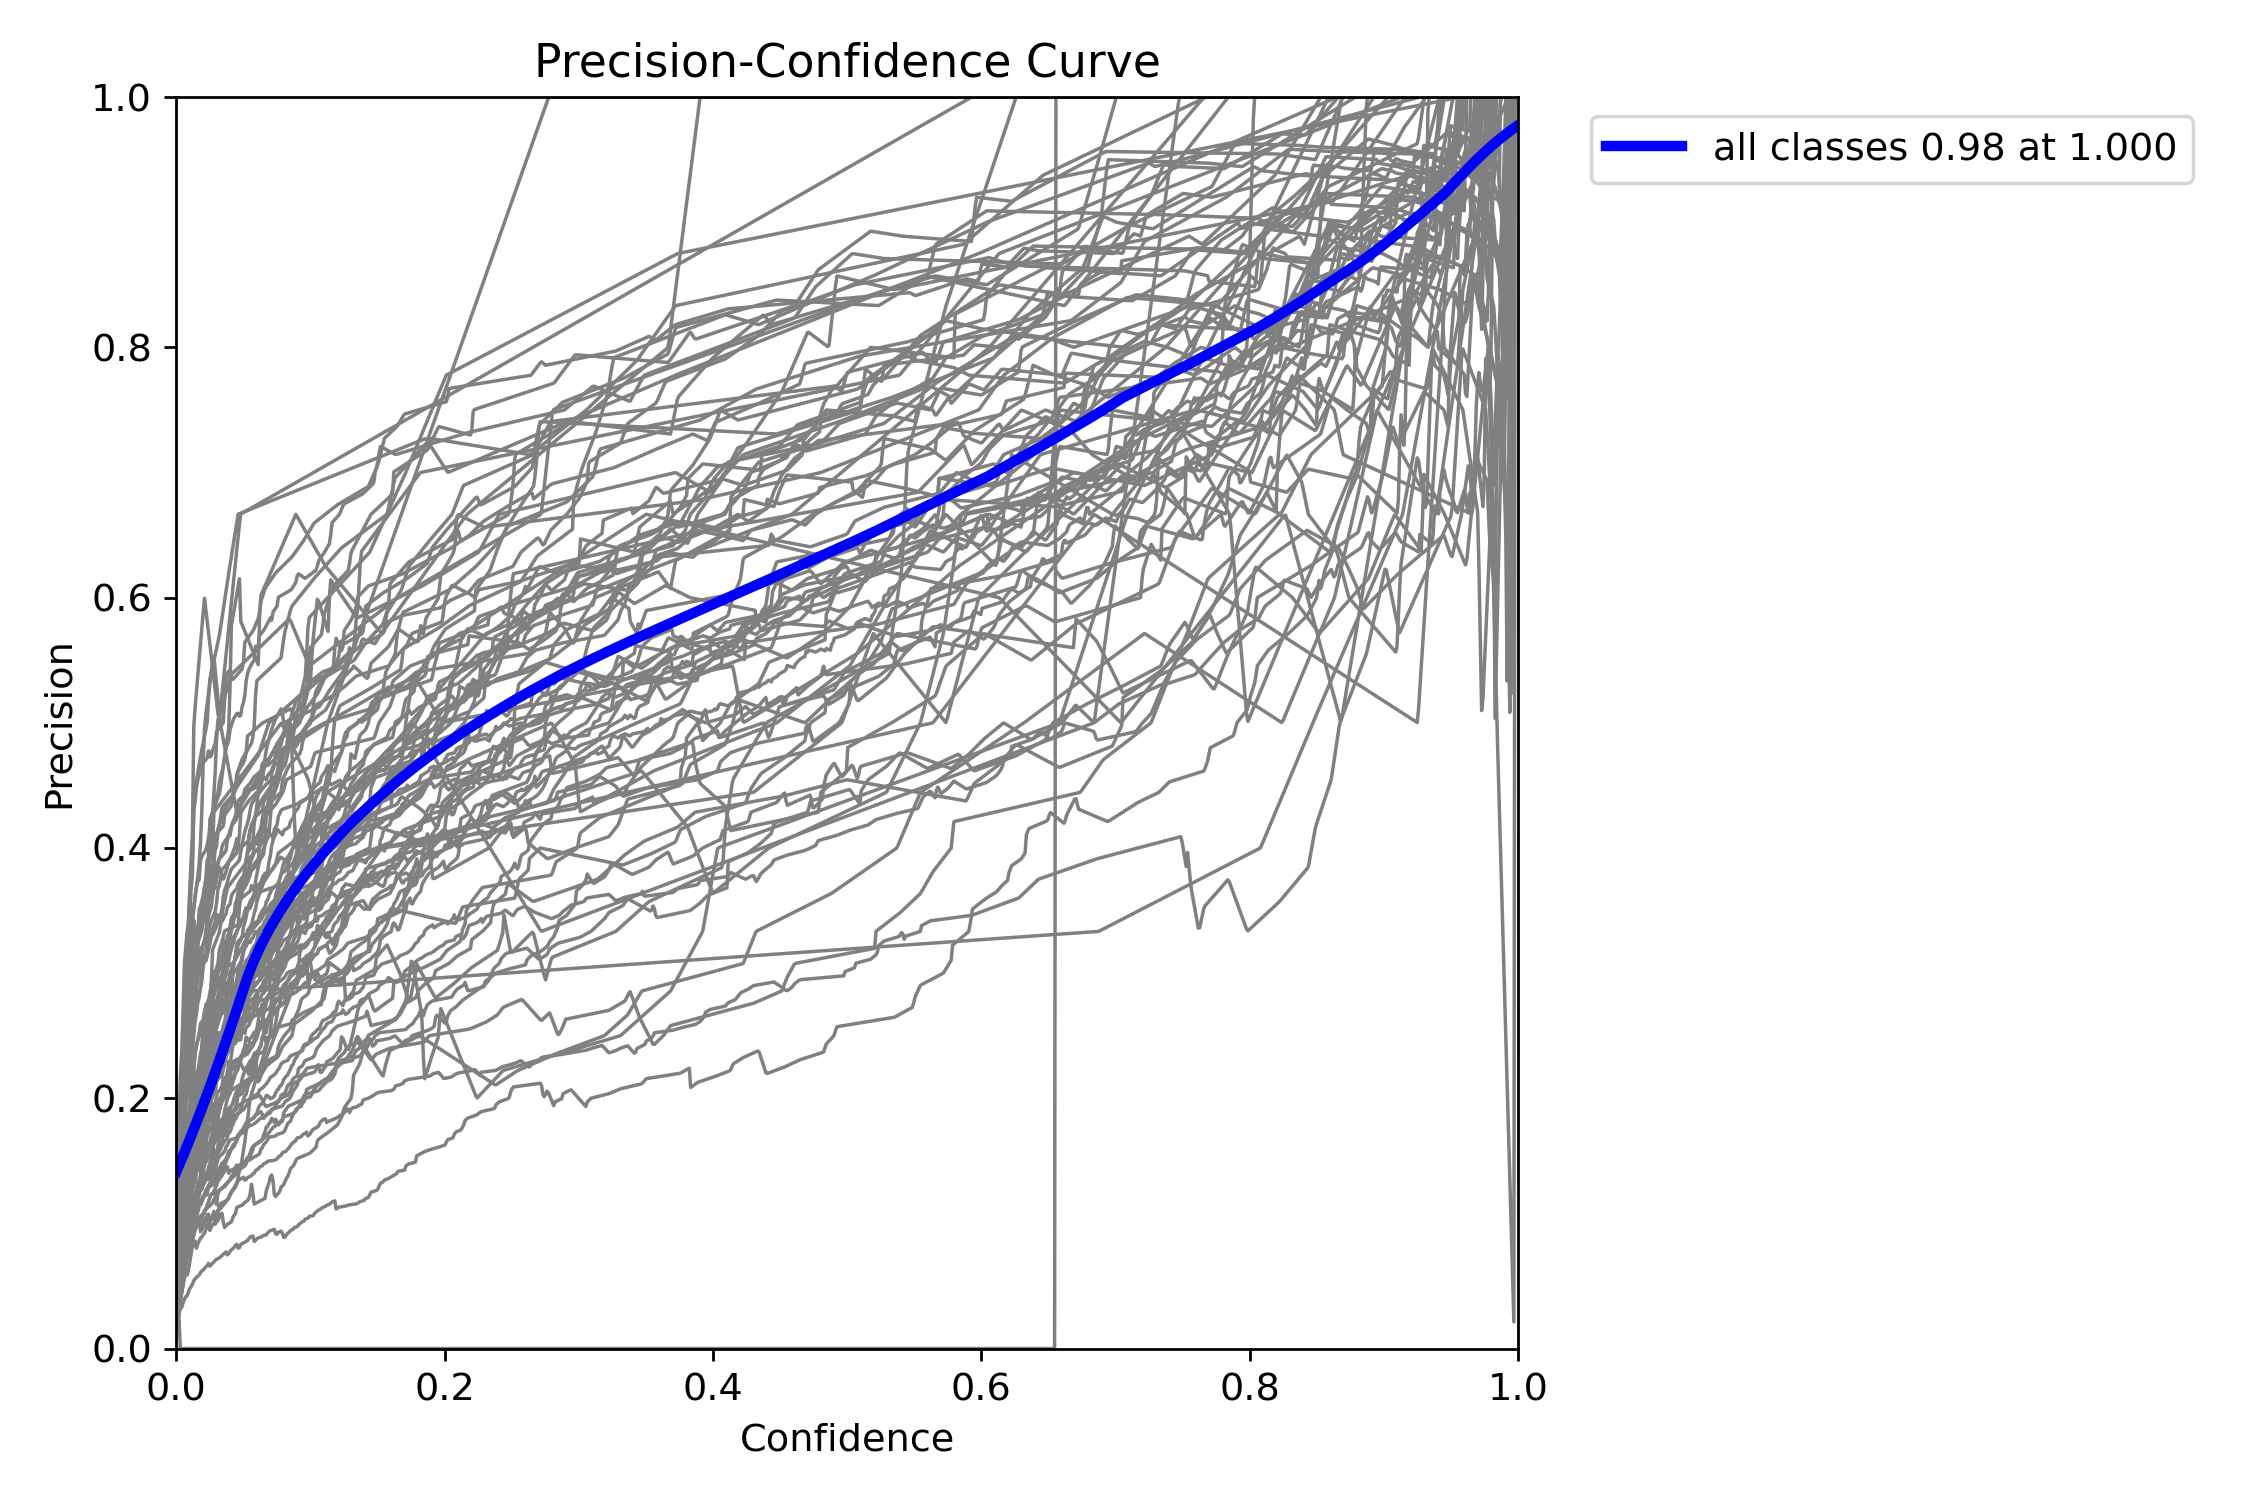 Precision-Confidence Curve
1.0
0.8
0.6
0.4
0.2
0.0
Precision
0.0 0.2 0.4 0.6 0.8 1.0
Confidence
all classes 0.98 at 1.000